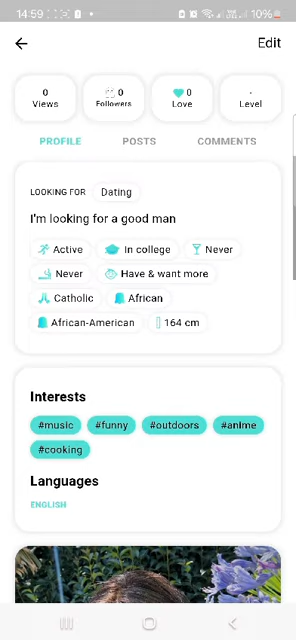 14:59 10%
Edit
0 0 0 -
Views Followers Love Level
PROFILE POSTS COMMENTS
LOOKING FOR Dating
I'm looking for a good man
Active In college Never
Never Have & want more
Catholic African
African-American 164 cm
Interests
#music #funny #outdoors #anime
#cooking
Languages
ENGLISH